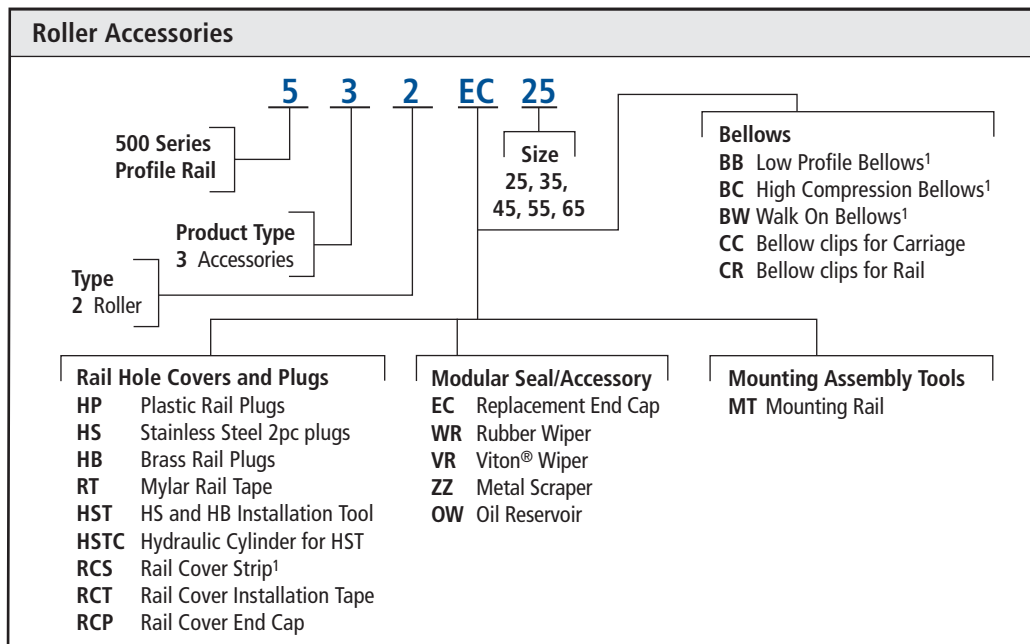 Roller Accessories
5 3 2 EC 25
500 Series
Profile Rail
Product Type
3 Accessories
Type
2 Roller
Size
25, 35,
45, 55, 65
Bellows
BB Low Profile Bellows¹
BC High Compression Bellows¹
BW Walk On Bellows¹
CC Bellow clips for Carriage
CR Bellow clips for Rail
Rail Hole Covers and Plugs
HP Plastic Rail Plugs
HS Stainless Steel 2pc plugs
HB Brass Rail Plugs
RT Mylar Rail Tape
HST HS and HB Installation Tool
HSTC Hydraulic Cylinder for HST
RCS Rail Cover Strip¹
RCT Rail Cover Installation Tape
RCP Rail Cover End Cap
Modular Seal/Accessory
EC Replacement End Cap
WR Rubber Wiper
VR Viton® Wiper
ZZ Metal Scraper
OW Oil Reservoir
Mounting Assembly Tools
MT Mounting Rail